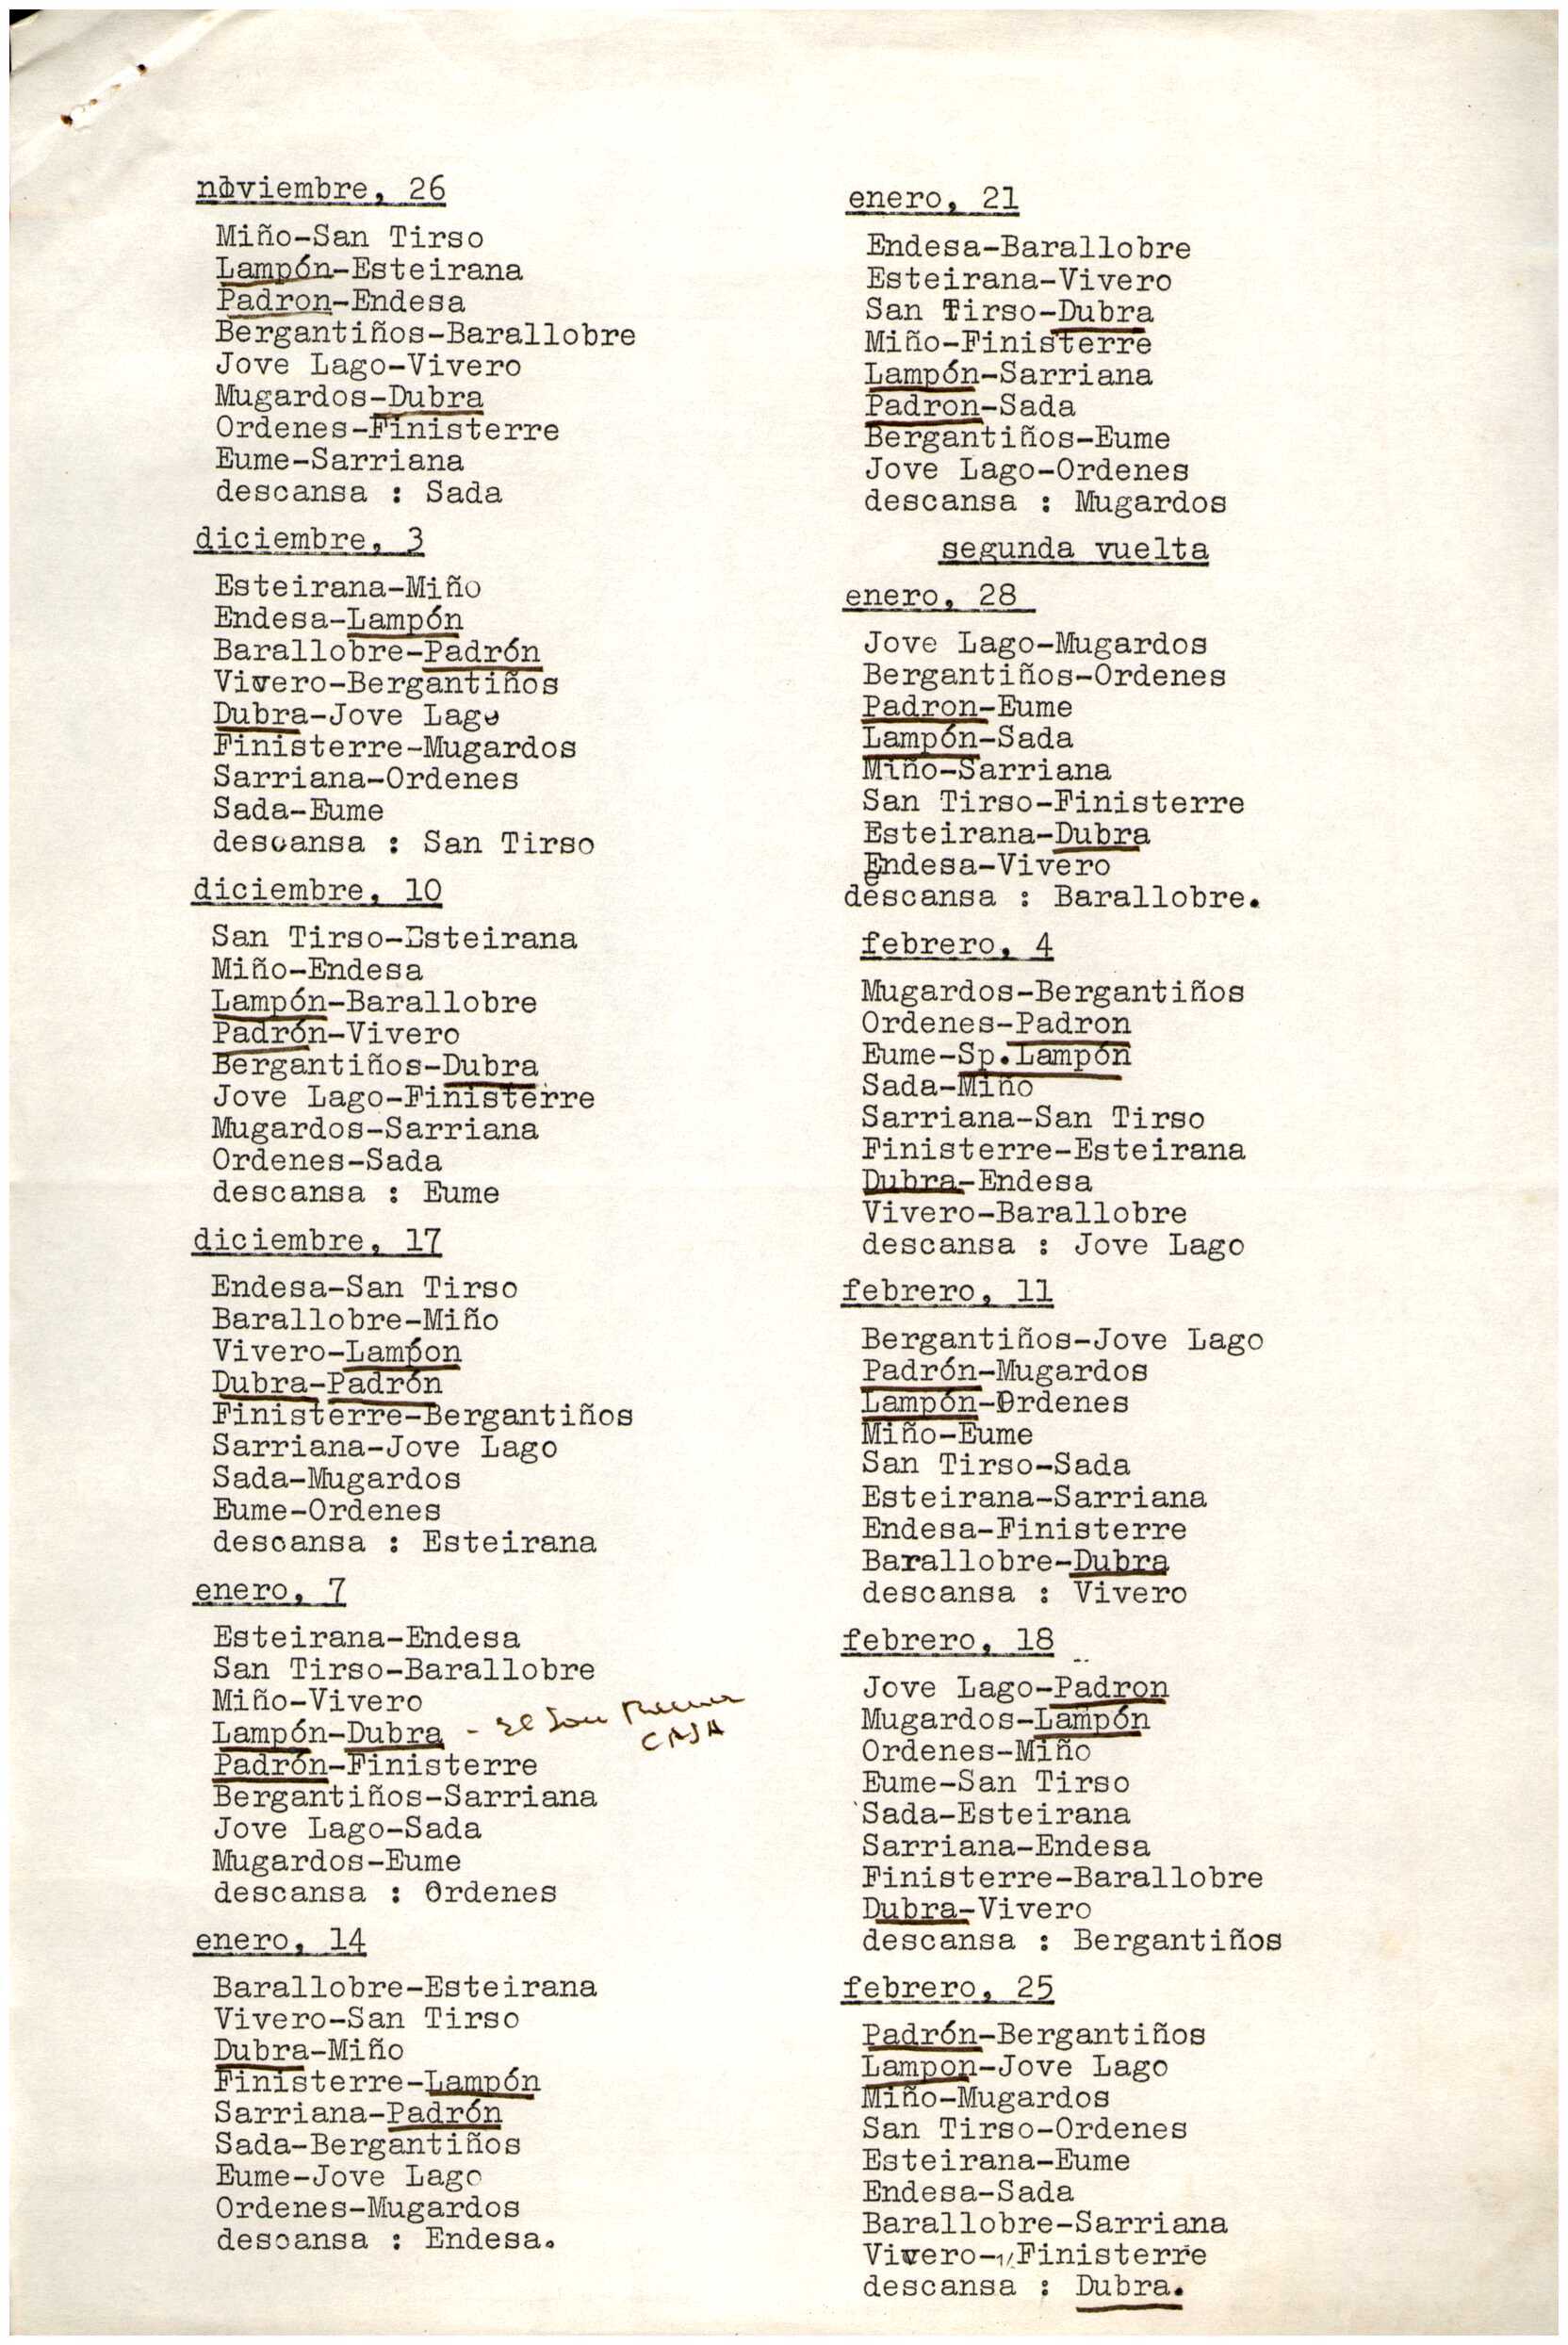 noviembre, 26
Miño-San Tirso
Lampón-Esteirana
Padron-Endesa
Bergantiños-Barallobre
Jove Lago-Vivero
Mugardos-Dubra
Ordenes-Finisterre
Eume-Sarriana
descansa : Sada
diciembre, 3
Esteirana-Miño
Endesa-Lampón
Barallobre-Padrón
Vivero-Bergantiños
Dubra-Jove Lago
Finisterre-Mugardos
Sarriana-Ordenes
Sada-Eume
descansa : San Tirso
diciembre, 10
San Tirso-Esteirana
Miño-Endesa
Lampón-Barallobre
Padrón-Vivero
Bergantiños-Dubra
Jove Lago-Finisterre
Mugardos-Sarriana
Ordenes-Sada
descansa : Eume
diciembre, 17
Endesa-San Tirso
Barallobre-Miño
Vivero-Lampón
Dubra-Padrón
Finisterre-Bergantiños
Sarriana-Jove Lago
Sada-Mugardos
Eume-Ordenes
descansa : Esteirana
enero, 7
Esteirana-Endesa
San Tirso-Barallobre
Miño-Vivero
Lampón-Dubra -
CASA
Padrón-Finisterre
Bergantiños-Sarriana
Jove Lago-Sada
Mugardos-Eume
descansa : Ordenes
enero, 14
Barallobre-Esteirana
Vivero-San Tirso
Dubra-Miño
Finisterre-Lampón
Sarriana-Padrón
Sada-Bergantiños
Eume-Jove Lago
Ordenes-Mugardos
descansa : Endesa.
enero, 21
Endesa-Barallobre
Esteirana-Vivero
San Tirso-Dubra
Miño-Finisterre
Lampón-Sarriana
Padron-Sada
Bergantiños-Eume
Jove Lago-Ordenes
descansa : Mugardos
segunda vuelta
enero, 28
Jove Lago-Mugardos
Bergantiños-Ordenes
Padron-Eume
Lampón-Sada
Miño-Sarriana
San Tirso-Finisterre
Esteirana-Dubra
Endesa-Vivero
descansa : Barallobre.
febrero, 4
Mugardos-Bergantiños
Ordenes-Padron
Eume-Sp.Lampón
Sada-Miño
Sarriana-San Tirso
Finisterre-Esteirana
Dubra-Endesa
Vivero-Barallobre
descansa : Jove Lago
febrero, 11
Bergantiños-Jove Lago
Padrón-Mugardos
Lampón-Ordenes
Miño-Eume
San Tirso-Sada
Esteirana-Sarriana
Endesa-Finisterre
Barallobre-Dubra
descansa : Vivero
febrero, 18
Jove Lago-Padron
Mugardos-Lampón
Ordenes-Miño
Eume-San Tirso
Sada-Esteirana
Sarriana-Endesa
Finisterre-Barallobre
Dubra-Vivero
descansa : Bergantiños
febrero, 25
Padrón-Bergantiños
Lampon-Jove Lago
Miño-Mugardos
San Tirso-Ordenes
Esteirana-Eume
Endesa-Sada
Barallobre-Sarriana
Vivero-Finisterre
descansa : Dubra.